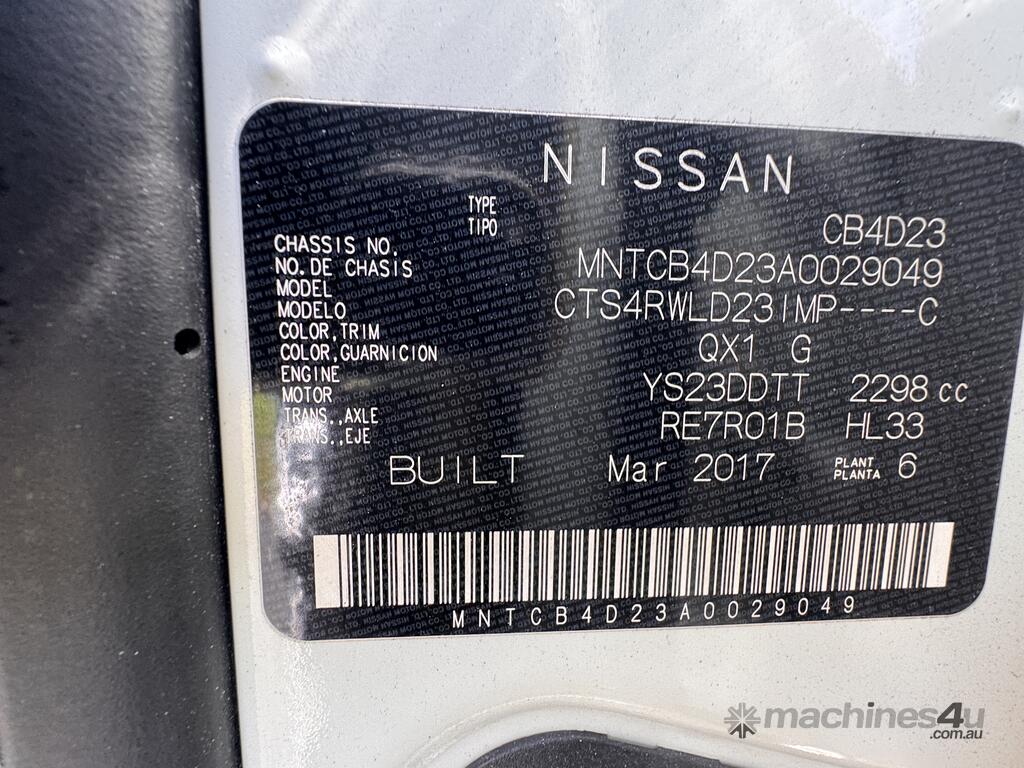 NISSAN
TYPE
TIPO CB4D23
CHASSIS NO.
NO. DE CHASIS MNTCB4D23A0029049
MODEL
MODELO CTS4RWLD23IMP----C
COLOR,TRIM
COLOR,GUARNICION QX1 G
ENGINE
MOTOR YS23DDTT 2298 cc
TRANS.,AXLE
TRANS.,EJE RE7R01B HL33
BUILT Mar 2017 PLANT
PLANTA 6
MNTCB4D23A0029049
machines4u
.com.au